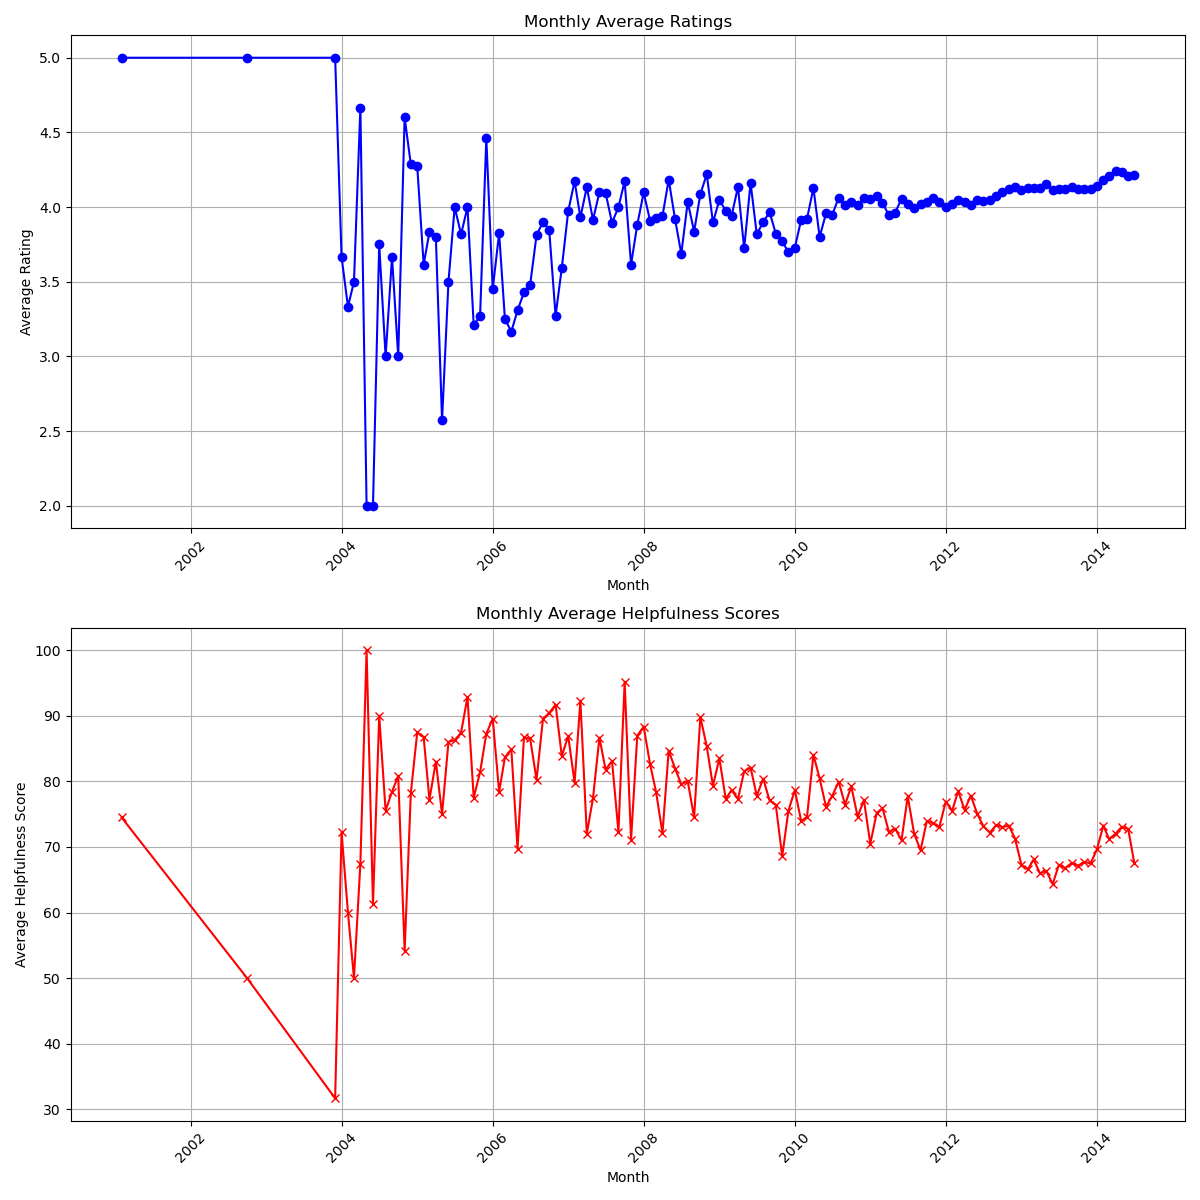 Monthly Average Ratings
5.0
4.5
4.0
3.5
3.0
2.5
2.0
Average Rating
2002 2004 2006 2008 2010 2012 2014
Month
Monthly Average Helpfulness Scores
100
90
80
70
60
50
40
30
Average Helpfulness Score
2002 2004 2006 2008 2010 2012 2014
Month